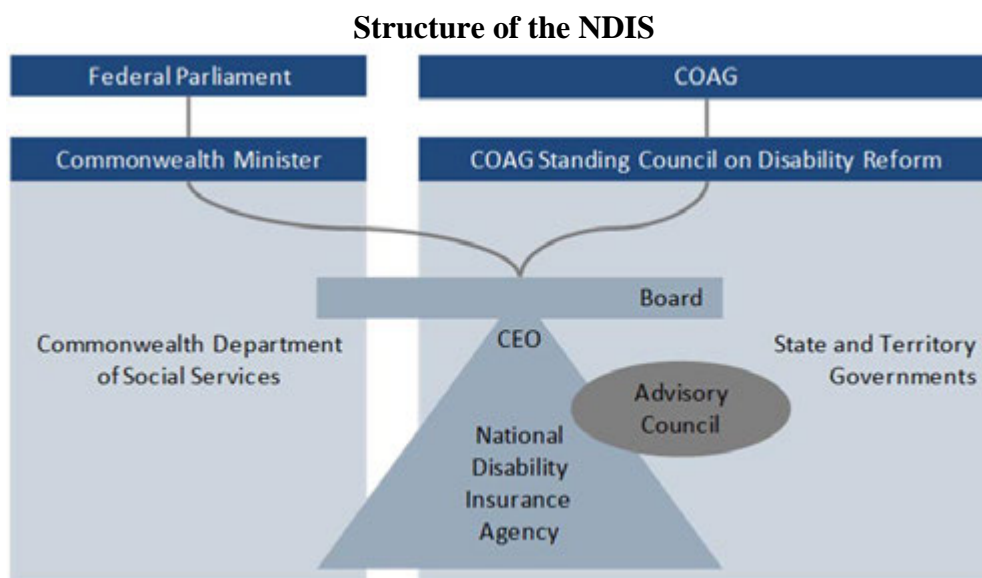 Structure of the NDIS
Federal Parliament
COAG
Commonwealth Minister
COAG Standing Council on Disability Reform
Board
CEO
Commonwealth Department
of Social Services
State and Territory
Governments
Advisory
Council
National
Disability
Insurance
Agency